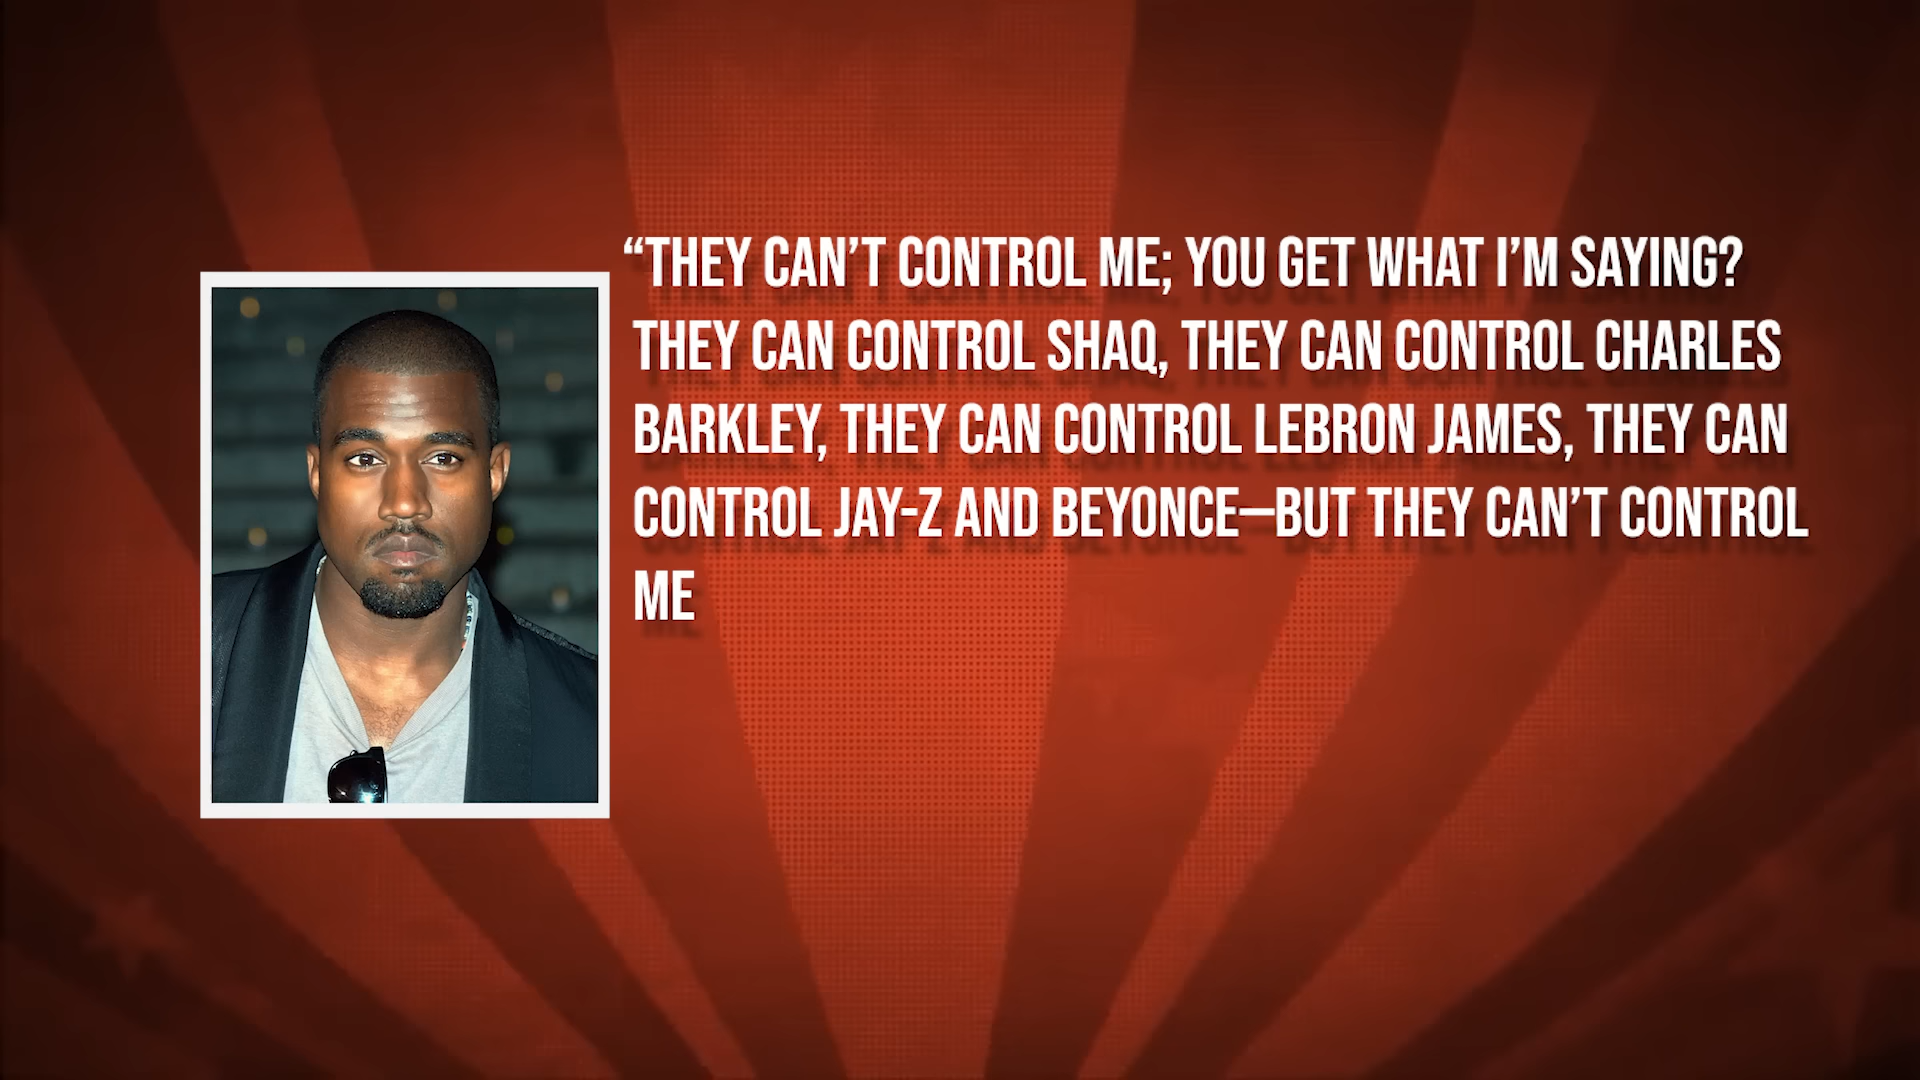 “THEY CAN’T CONTROL ME; YOU GET WHAT I’M SAYING?
THEY CAN CONTROL SHAQ, THEY CAN CONTROL CHARLES
BARKLEY, THEY CAN CONTROL LEBRON JAMES, THEY CAN
CONTROL JAY-Z AND BEYONCE—BUT THEY CAN’T CONTROL
ME